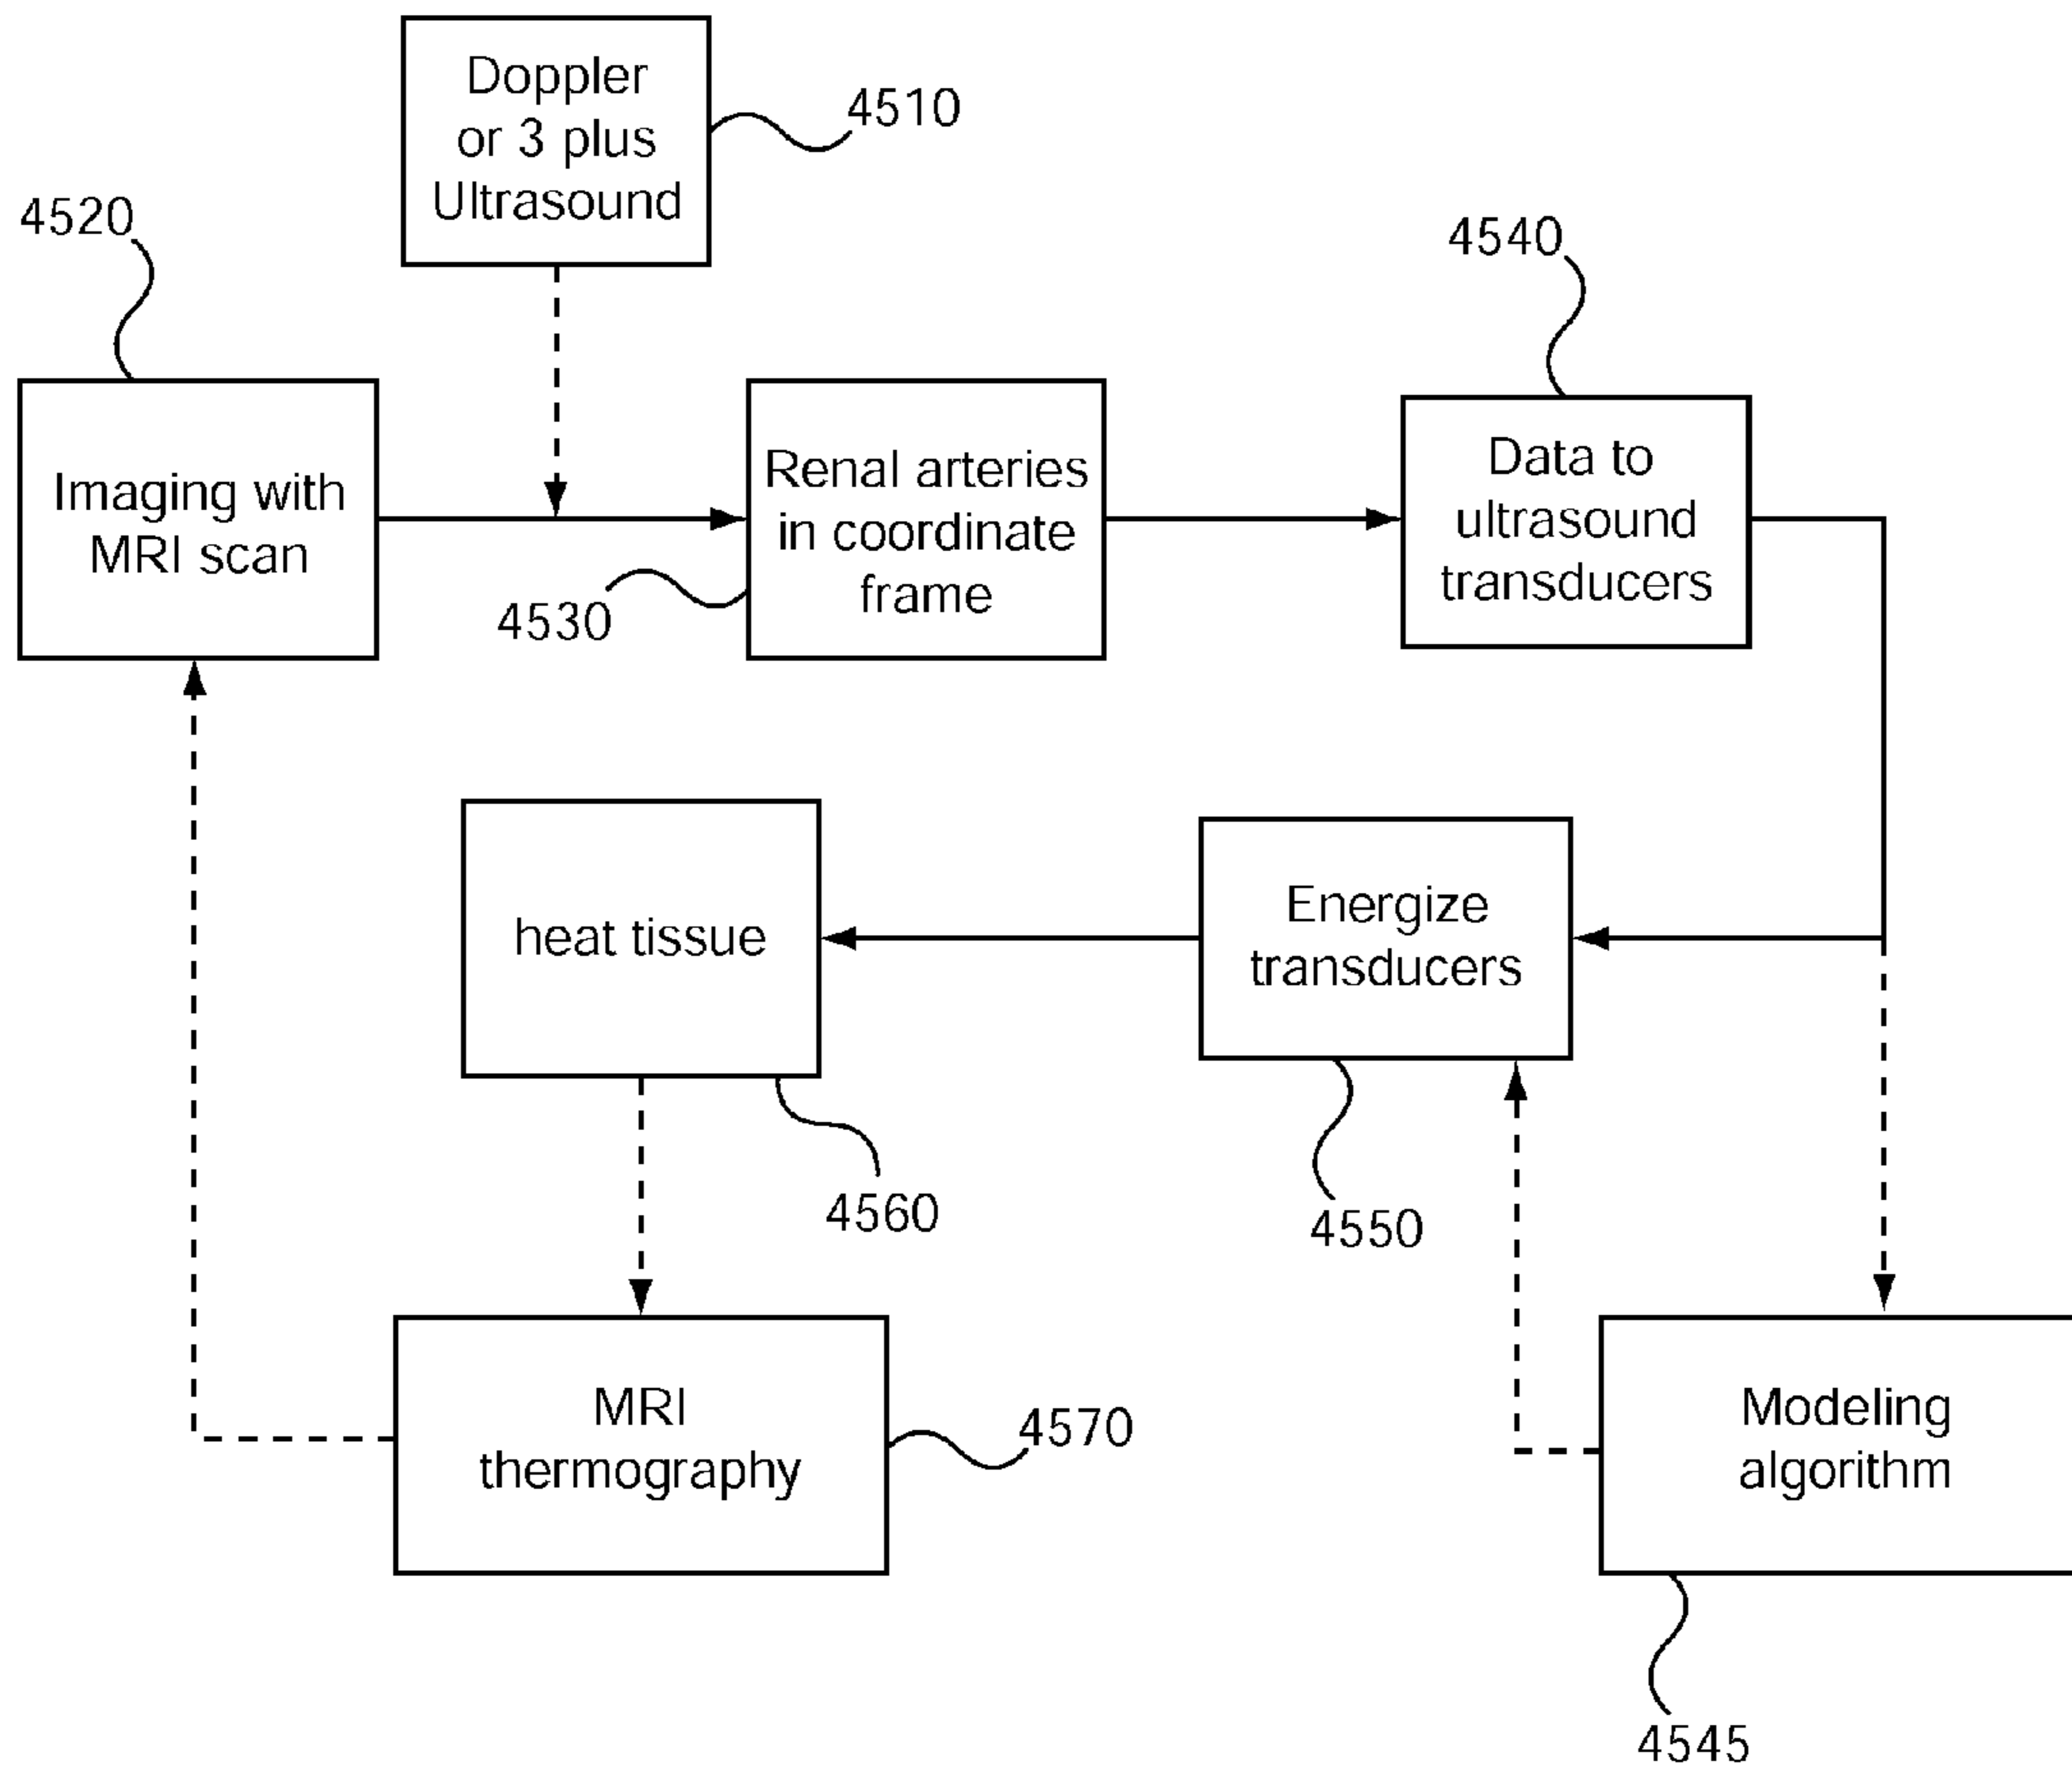 Doppler
or 3 plus
Ultrasound
4510
4520
4540
Imaging with
MRI scan
Renal arteries
in coordinate
frame
4530
Data to
ultrasound
transducers
heat tissue
4560
Energize
transducers
4550
MRI
thermography
4570
Modeling
algorithm
4545